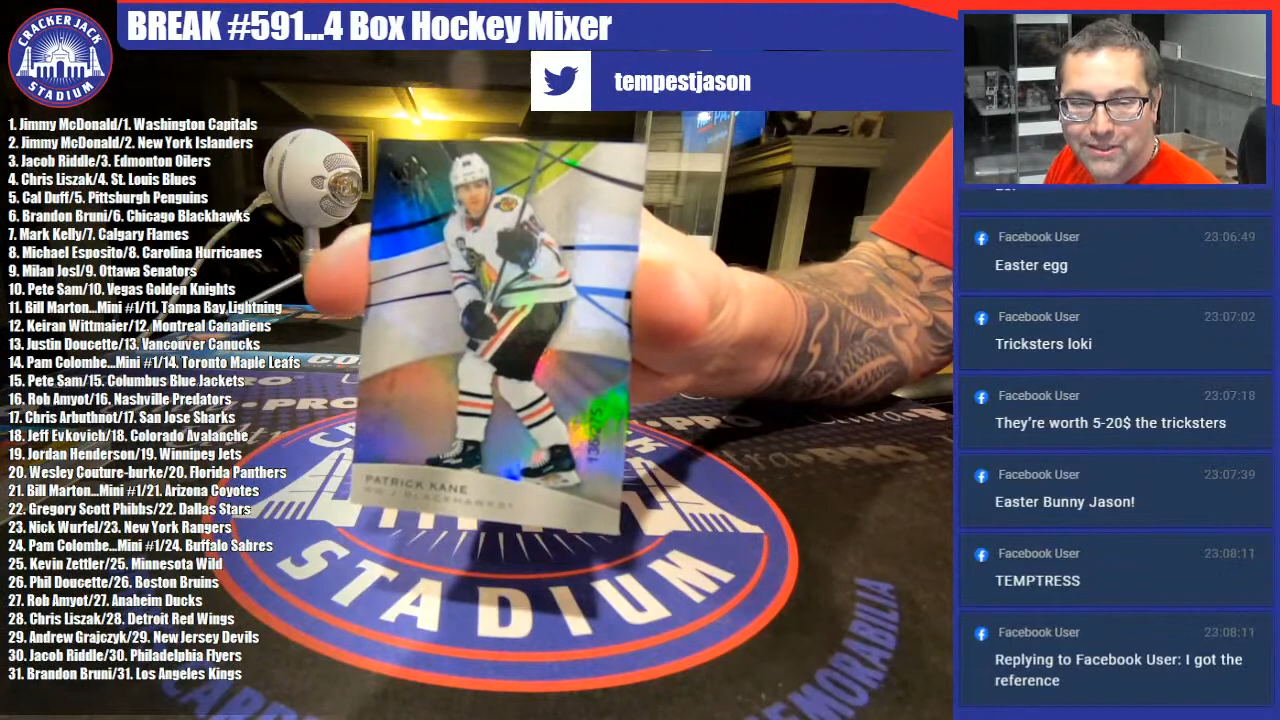 BREAK #591...4 Box Hockey Mixer
CRACKER JACK
STADIUM
tempestjason
1. Jimmy McDonald/1. Washington Capitals
2. Jimmy McDonald/2. New York Islanders
3. Jacob Riddle/3. Edmonton Oilers
4. Chris Liszak/4. St. Louis Blues
5. Cal Duff/5. Pittsburgh Penguins
6. Brandon Bruni/6. Chicago Blackhawks
7. Mark Kelly/7. Calgary Flames
8. Michael Esposito/8. Carolina Hurricanes
9. Milan Josl/9. Ottawa Senators
10. Pete Sam/10. Vegas Golden Knights
11. Bill Marton...Mini #1/11. Tampa Bay Lightning
12. Keiran Wittmaier/12. Montreal Canadiens
13. Justin Doucette/13. Vancouver Canucks
14. Pam Colombe...Mini #1/14. Toronto Maple Leafs
15. Pete Sam/15. Columbus Blue Jackets
16. Rob Amyot/16. Nashville Predators
17. Chris Arbuthnot/17. San Jose Sharks
18. Jeff Evkovich/18. Colorado Avalanche
19. Jordan Henderson/19. Winnipeg Jets
20. Wesley Couture-burke/20. Florida Panthers
21. Bill Marton...Mini #1/21. Arizona Coyotes
22. Gregory Scott Phibbs/22. Dallas Stars
23. Nick Wurfel/23. New York Rangers
24. Pam Colombe...Mini #1/24. Buffalo Sabres
25. Kevin Zettler/25. Minnesota Wild
26. Phil Doucette/26. Boston Bruins
27. Rob Amyot/27. Anaheim Ducks
28. Chris Liszak/28. Detroit Red Wings
29. Andrew Grajczyk/29. New Jersey Devils
30. Jacob Riddle/30. Philadelphia Flyers
31. Brandon Bruni/31. Los Angeles Kings
PATRICK KANE
RW / BLACKHAWKS
STADIUM
MEMORABILIA
Facebook User 23:06:49
Easter egg
Facebook User 23:07:02
Tricksters loki
Facebook User 23:07:18
They're worth 5-20$ the tricksters
Facebook User 23:07:39
Easter Bunny Jason!
Facebook User 23:08:11
TEMPTRESS
Facebook User 23:08:11
Replying to Facebook User: I got the
reference